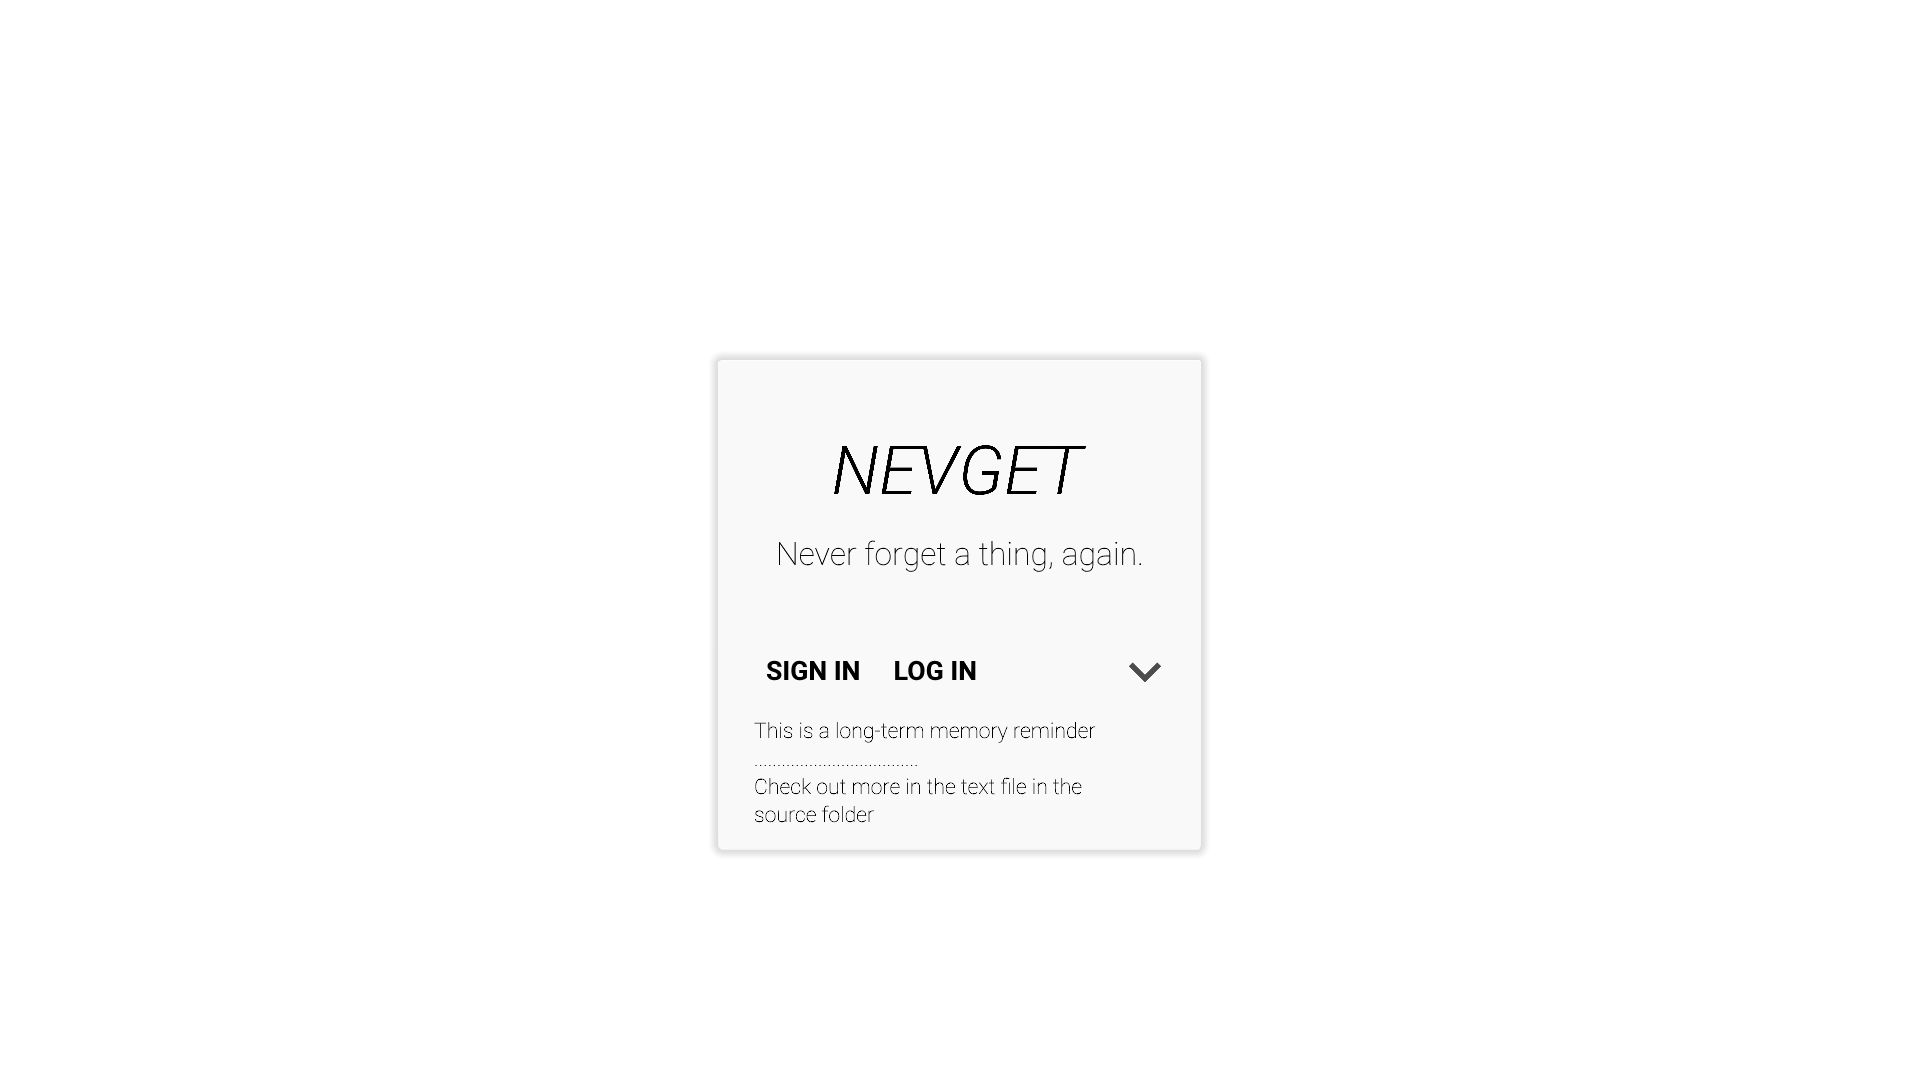 NEVGET
Never forget a thing, again.
SIGN IN LOG IN
This is a long-term memory reminder
....................................
Check out more in the text file in the
source folder